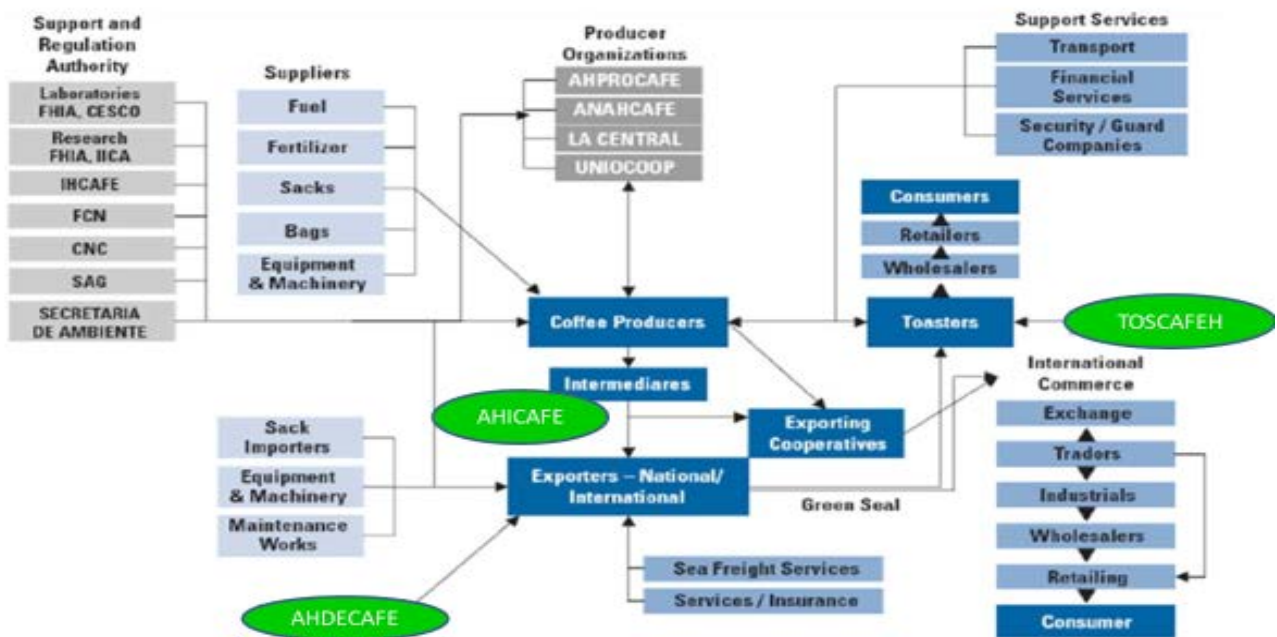 Support and
Regulation
Authority
Laboratories
FHIA, CESCO
Research
FHIA, IICA
IHCAFE
FCN
CNC
SAG
SECRETARIA
DE AMBIENTE
Suppliers
Fuel
Fertilizor
Sacks
Bags
Equipment
& Machinery
Producer
Organizations
AHPROCAFE
ANAHCAFE
LA CENTRAL
UNIOCOOP
Support Services
Transport
Financial
Services
Security / Guard
Companies
Consumers
Retailers
Wholesalers
Coffee Producers
Toasters
TOSCAFEH
Intermediares
AHICAFE
Exporting
Cooperatives
Sack
Importers
Equipment
& Machinery
Maintenance
Works
Exporters – National/
International
Green Seal
AHDECAFE
Sea Freight Services
Services / Insurance
International
Commerce
Exchange
Traders
Industrials
Wholesalers
Retailing
Consumer